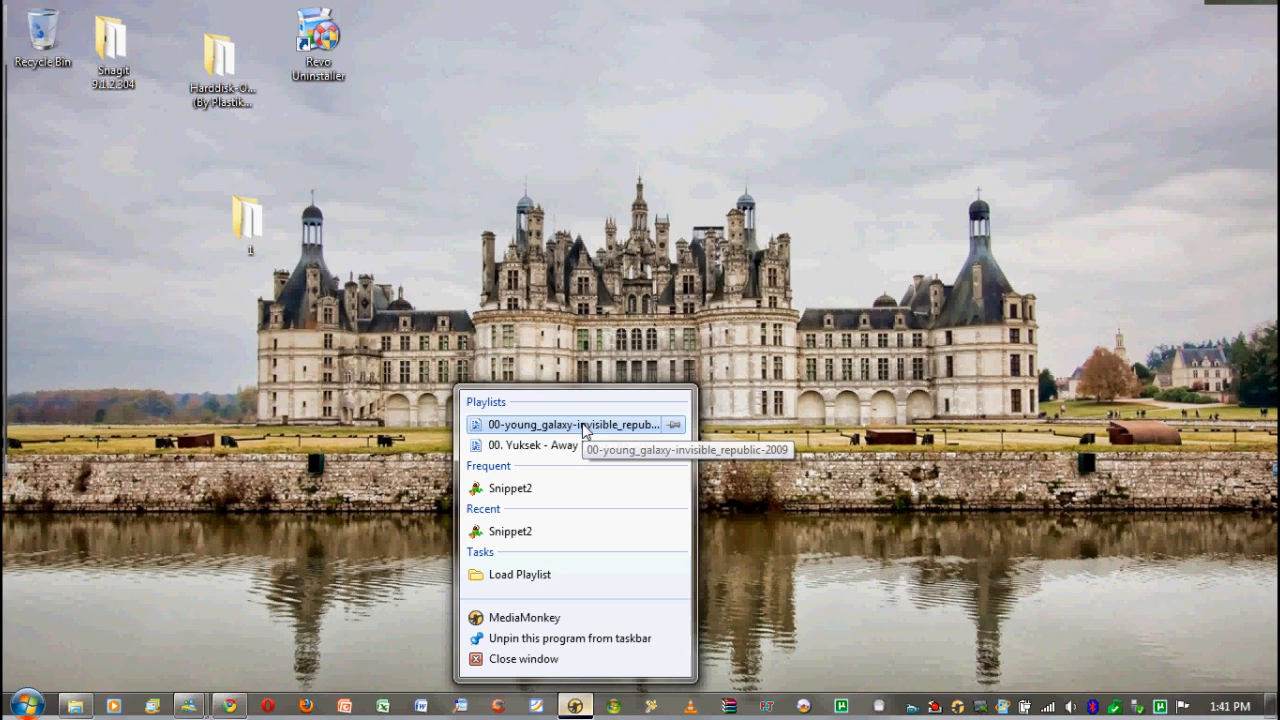 Recycle Bin
Snagit
9.1.2.304
Harddisk-O...
(By Plastik...
Revo
Uninstaller
1
Playlists
00-young_galaxy-invisible_repub...
00. Yuksek - Away
00-young_galaxy-invisible_republic-2009
Frequent
Snippet2
Recent
Snippet2
Tasks
Load Playlist
MediaMonkey
Unpin this program from taskbar
Close window
1:41 PM